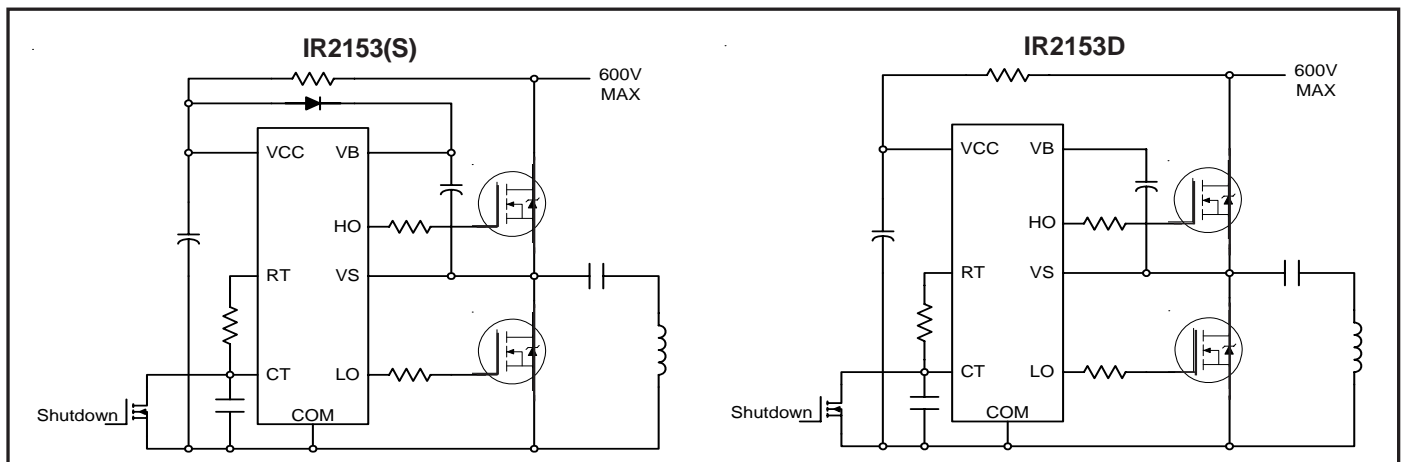 IR2153(S)
600V
MAX
VCC
VB
HO
RT
VS
CT
LO
COM
Shutdown
IR2153D
600V
MAX
VCC
VB
HO
RT
VS
CT
LO
COM
Shutdown